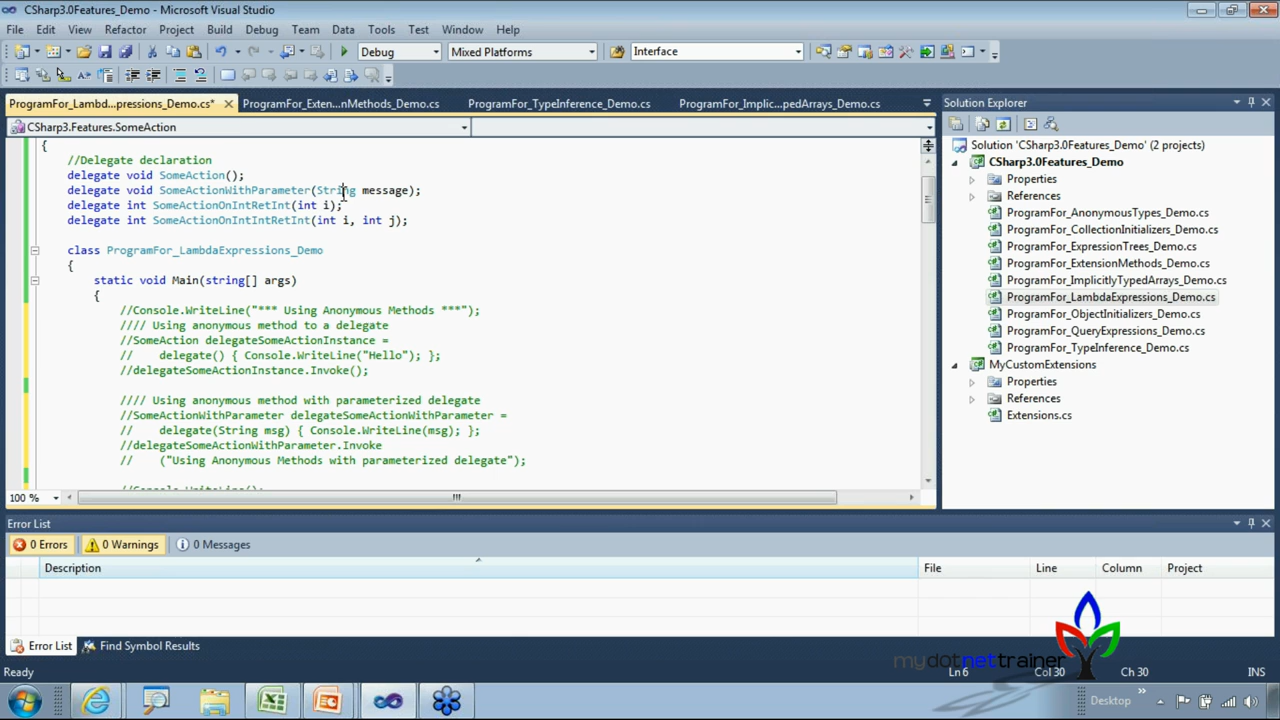 CSharp3.0Features_Demo - Microsoft Visual Studio
File Edit View Refactor Project Build Debug Team Data Tools Test Window Help
Debug Mixed Platforms Interface
ProgramFor_Lambd...pressions_Demo.cs* ProgramFor_Exten...nMethods_Demo.cs ProgramFor_TypeInference_Demo.cs ProgramFor_Implic...pedArrays_Demo.cs
CSharp3.Features.SomeAction
{
//Delegate declaration
delegate void SomeAction();
delegate void SomeActionWithParameter(String message);
delegate int SomeActionOnIntRetInt(int i);
delegate int SomeActionOnIntIntRetInt(int i, int j);
class ProgramFor_LambdaExpressions_Demo
{
static void Main(string[] args)
{
//Console.WriteLine("*** Using Anonymous Methods ***");
//// Using anonymous method to a delegate
//SomeAction delegateSomeActionInstance =
// delegate() { Console.WriteLine("Hello"); };
//delegateSomeActionInstance.Invoke();
//// Using anonymous method with parameterized delegate
//SomeActionWithParameter delegateSomeActionWithParameter =
// delegate(String msg) { Console.WriteLine(msg); };
//delegateSomeActionWithParameter.Invoke
// ("Using Anonymous Methods with parameterized delegate");
//Console.WriteLine();
100 %
Solution Explorer
Solution 'CSharp3.0Features_Demo' (2 projects)
CSharp3.0Features_Demo
Properties
References
ProgramFor_AnonymousTypes_Demo.cs
ProgramFor_CollectionInitializers_Demo.cs
ProgramFor_ExpressionTrees_Demo.cs
ProgramFor_ExtensionMethods_Demo.cs
ProgramFor_ImplicitlyTypedArrays_Demo.cs
ProgramFor_LambdaExpressions_Demo.cs
ProgramFor_ObjectInitializers_Demo.cs
ProgramFor_QueryExpressions_Demo.cs
ProgramFor_TypeInference_Demo.cs
MyCustomExtensions
Properties
References
Extensions.cs
Error List
0 Errors 0 Warnings 0 Messages
Description File Line Column Project
Error List Find Symbol Results
mydotnettrainer
Ready Ln 6 Col 30 Ch 30 INS
Desktop